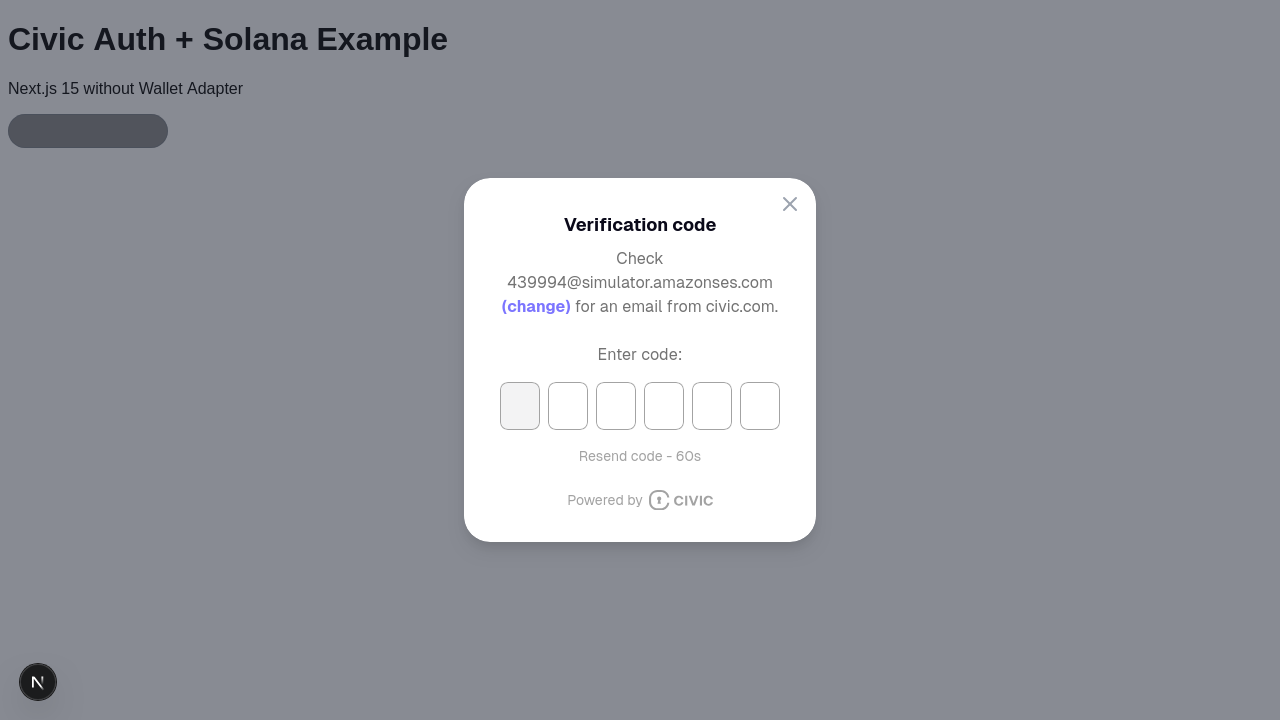 Civic Auth + Solana Example
Next.js 15 without Wallet Adapter
Verification code
Check
439994@simulator.amazonses.com
(change) for an email from civic.com.
Enter code:
Resend code - 60s
Powered by CIVIC
N